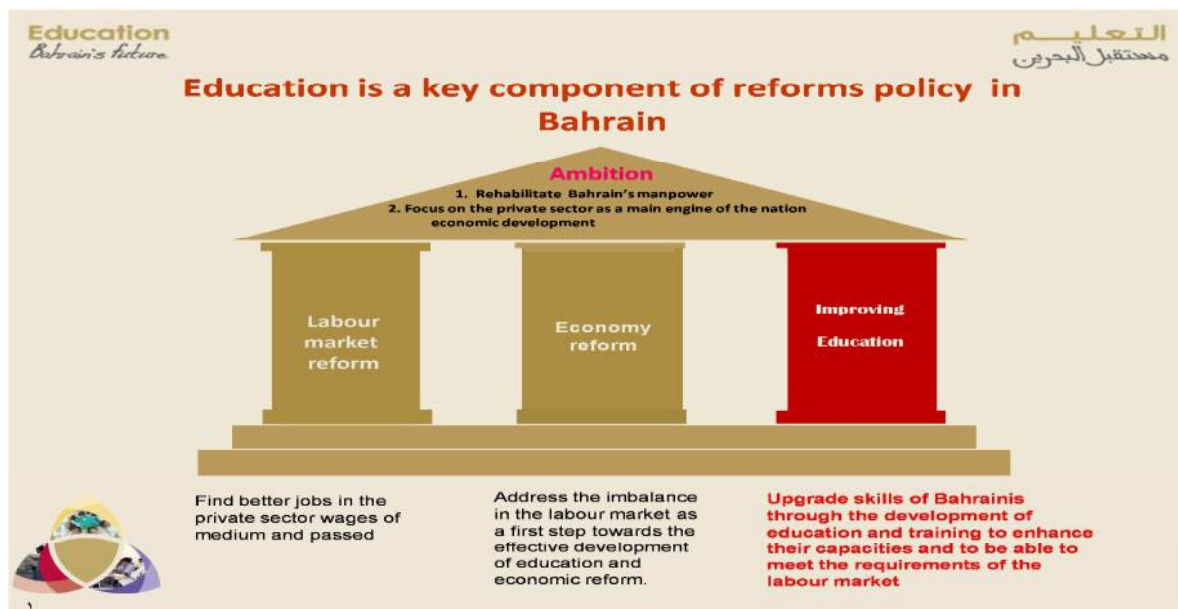 Education
Bahrain's future
التعليم
مستقبل البحرين
Education is a key component of reforms policy in
Bahrain
Ambition
1. Rehabilitate Bahrain's manpower
2. Focus on the private sector as a main engine of the nation
economic development
Labour
market
reform
Economy
reform
Improving
Education
Find better jobs in the
private sector wages of
medium and passed
Address the imbalance
in the labour market as
a first step towards the
effective development
of education and
economic reform.
Upgrade skills of Bahrainis
through the development of
education and training to enhance
their capacities and to be able to
meet the requirements of the
labour market